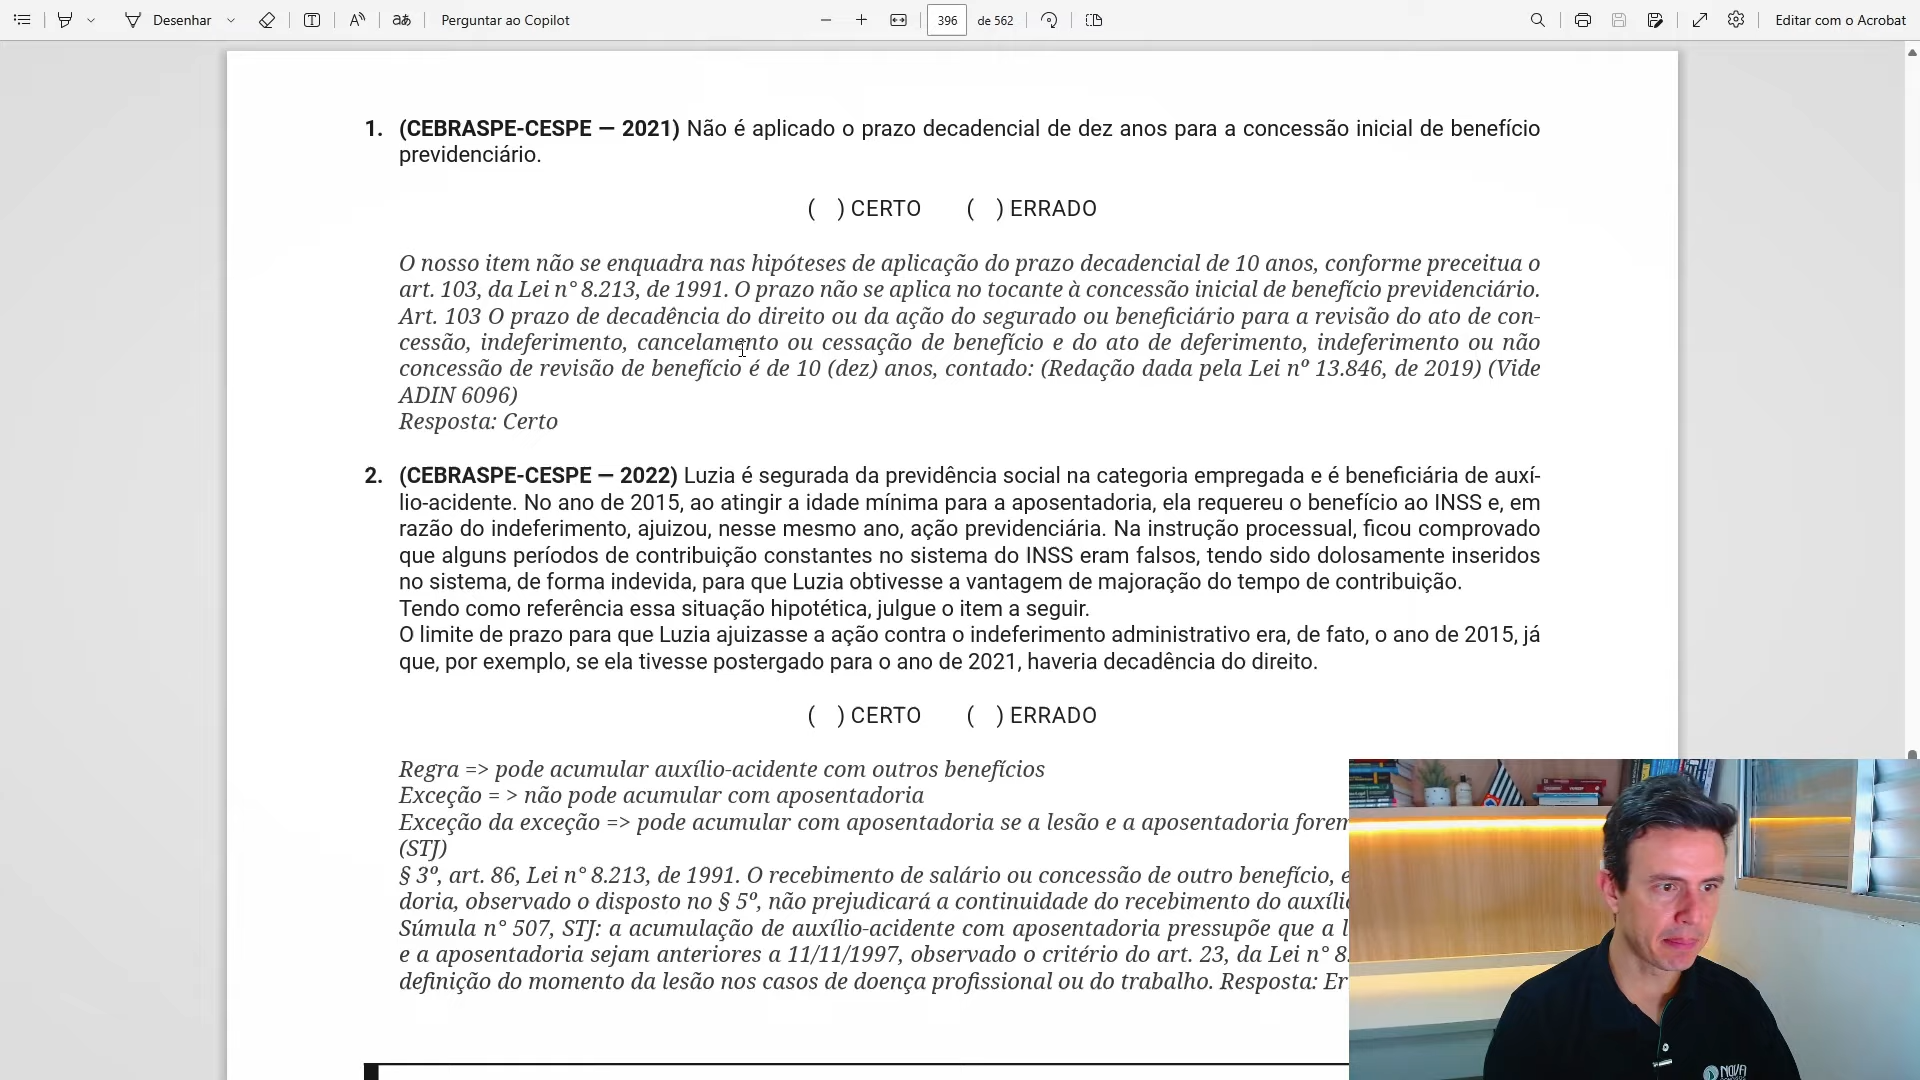 Desenhar
Perguntar ao Copilot
396 de 562
Editar com o Acrobat
1. (CEBRASPE-CESPE — 2021) Não é aplicado o prazo decadencial de dez anos para a concessão inicial de benefício
previdenciário.
( ) CERTO ( ) ERRADO
O nosso item não se enquadra nas hipóteses de aplicação do prazo decadencial de 10 anos, conforme preceitua o
art. 103, da Lei n° 8.213, de 1991. O prazo não se aplica no tocante à concessão inicial de benefício previdenciário.
Art. 103 O prazo de decadência do direito ou da ação do segurado ou beneficiário para a revisão do ato de con-
cessão, indeferimento, cancelamento ou cessação de benefício e do ato de deferimento, indeferimento ou não
concessão de revisão de benefício é de 10 (dez) anos, contado: (Redação dada pela Lei nº 13.846, de 2019) (Vide
ADIN 6096)
Resposta: Certo
2. (CEBRASPE-CESPE — 2022) Luzia é segurada da previdência social na categoria empregada e é beneficiária de auxí-
lio-acidente. No ano de 2015, ao atingir a idade mínima para a aposentadoria, ela requereu o benefício ao INSS e, em
razão do indeferimento, ajuizou, nesse mesmo ano, ação previdenciária. Na instrução processual, ficou comprovado
que alguns períodos de contribuição constantes no sistema do INSS eram falsos, tendo sido dolosamente inseridos
no sistema, de forma indevida, para que Luzia obtivesse a vantagem de majoração do tempo de contribuição.
Tendo como referência essa situação hipotética, julgue o item a seguir.
O limite de prazo para que Luzia ajuizasse a ação contra o indeferimento administrativo era, de fato, o ano de 2015, já
que, por exemplo, se ela tivesse postergado para o ano de 2021, haveria decadência do direito.
( ) CERTO ( ) ERRADO
Regra => pode acumular auxílio-acidente com outros benefícios
Exceção = > não pode acumular com aposentadoria
Exceção da exceção => pode acumular com aposentadoria se a lesão e a aposentadoria forem
(STJ)
§ 3º, art. 86, Lei n° 8.213, de 1991. O recebimento de salário ou concessão de outro benefício, e
doria, observado o disposto no § 5º, não prejudicará a continuidade do recebimento do auxíli
Súmula n° 507, STJ: a acumulação de auxílio-acidente com aposentadoria pressupõe que a l
e a aposentadoria sejam anteriores a 11/11/1997, observado o critério do art. 23, da Lei n° 8.
definição do momento da lesão nos casos de doença profissional ou do trabalho. Resposta: Er
NOVA